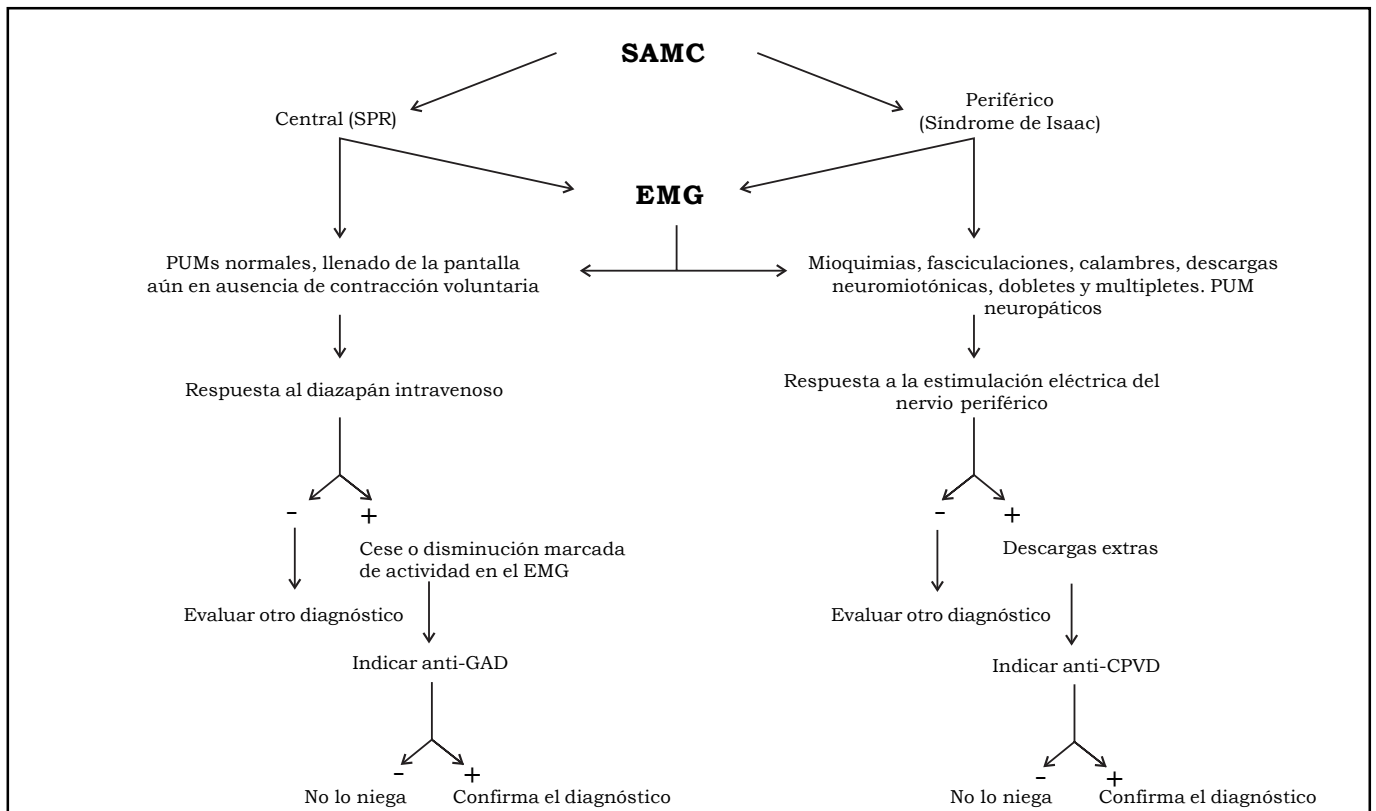 SAMC
Central (SPR)
Periférico
(Síndrome de Isaac)
EMG
PUMs normales, llenado de la pantalla
aún en ausencia de contracción voluntaria
Mioquimias, fasciculaciones, calambres, descargas
neuromiotónicas, dobletes y multipletes. PUM
neuropáticos
Respuesta al diazapán intravenoso
Respuesta a la estimulación eléctrica del
nervio periférico
- +
- +
Cese o disminución marcada
de actividad en el EMG
Descargas extras
Evaluar otro diagnóstico
Evaluar otro diagnóstico
Indicar anti-GAD
Indicar anti-CPVD
- +
- +
No lo niega
Confirma el diagnóstico
No lo niega
Confirma el diagnóstico